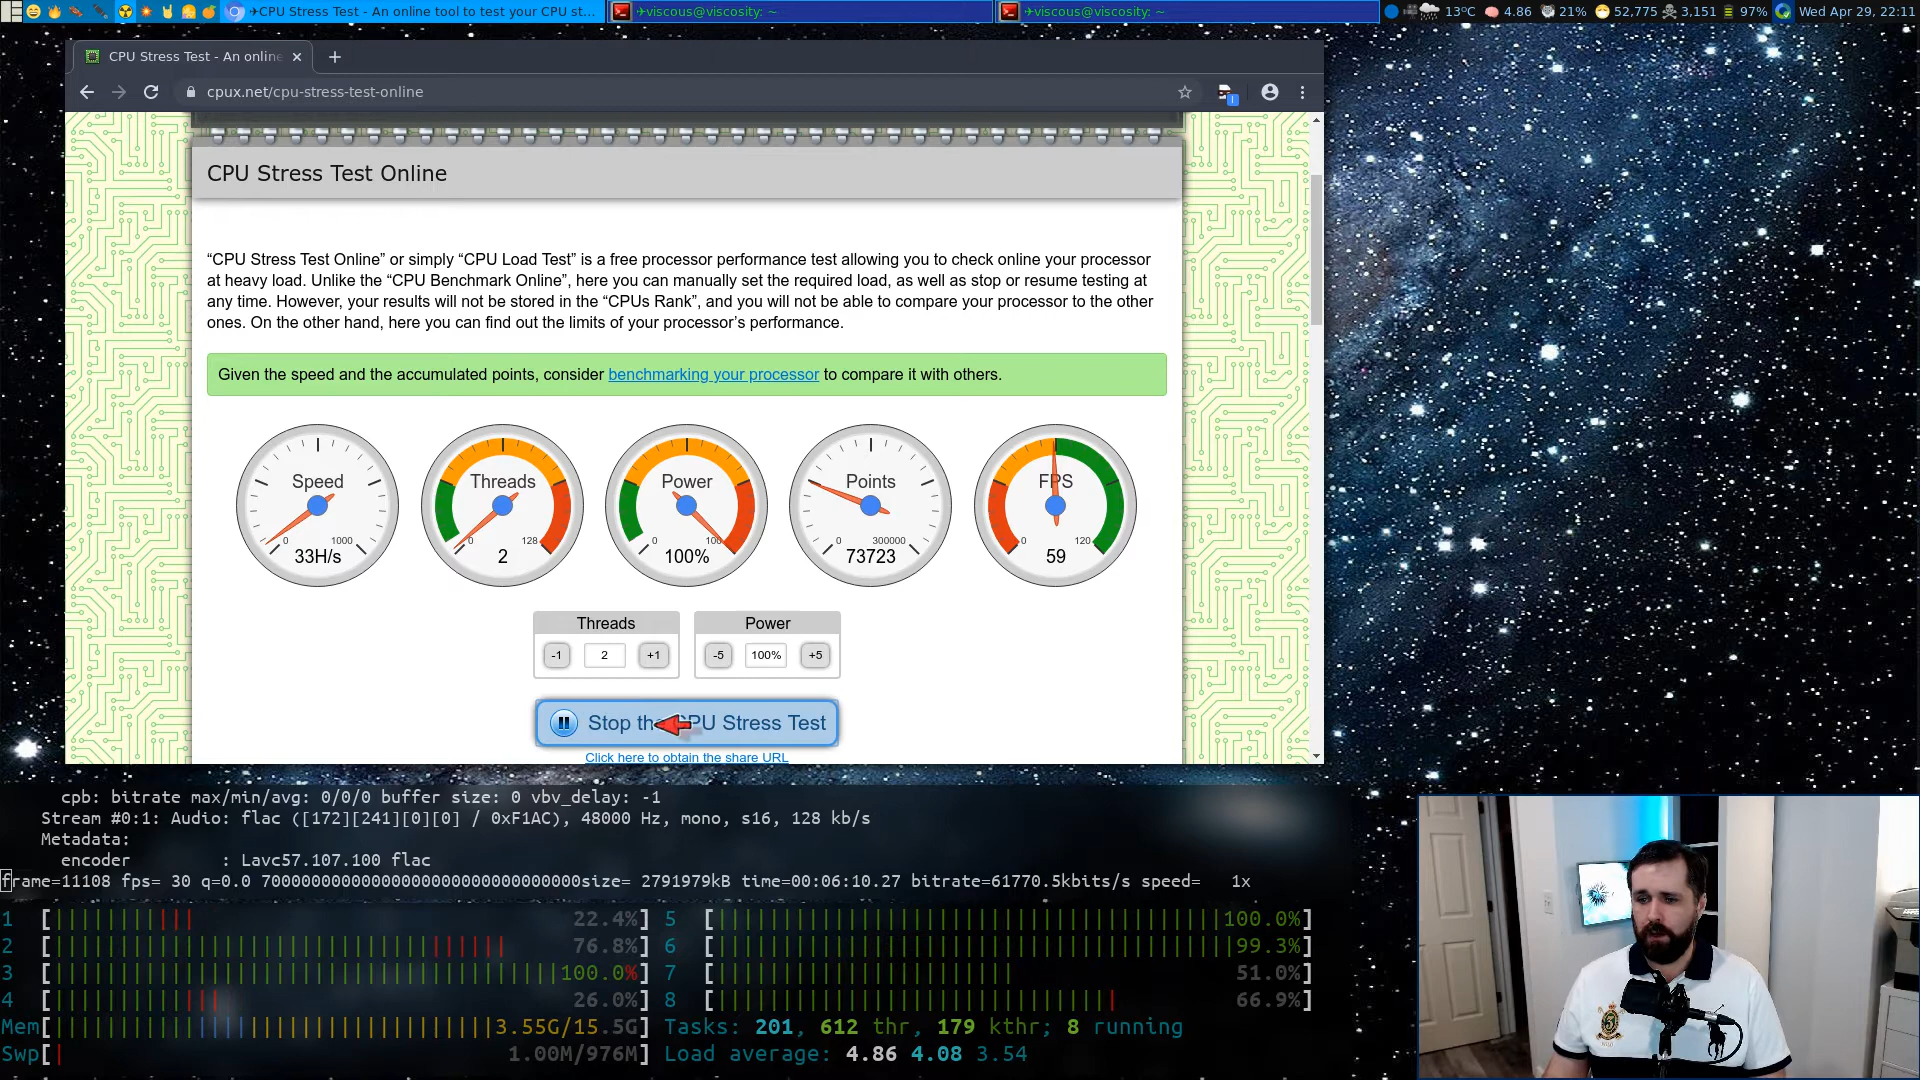 ✈CPU Stress Test - An online tool to test your CPU st...
✈viscous@viscosity: ~
✈viscous@viscosity: ~
13°C 4.86 21% 52,775 3,151 97% Wed Apr 29, 22:11
CPU Stress Test - An online
cpux.net/cpu-stress-test-online
CPU Stress Test Online
“CPU Stress Test Online” or simply “CPU Load Test” is a free processor performance test allowing you to check online your processor
at heavy load. Unlike the “CPU Benchmark Online”, here you can manually set the required load, as well as stop or resume testing at
any time. However, your results will not be stored in the “CPUs Rank”, and you will not be able to compare your processor to the other
ones. On the other hand, here you can find out the limits of your processor’s performance.
Given the speed and the accumulated points, consider benchmarking your processor to compare it with others.
Speed Threads Power Points FPS
0 1000 0 128 0 100 0 300000 0 120
33H/s 2 100% 73723 59
Threads Power
-1 2 +1 -5 100% +5
Stop the CPU Stress Test
Click here to obtain the share URL
cpb: bitrate max/min/avg: 0/0/0 buffer size: 0 vbv_delay: -1
Stream #0:1: Audio: flac ([172][241][0][0] / 0xF1AC), 48000 Hz, mono, s16, 128 kb/s
Metadata:
encoder : Lavc57.107.100 flac
frame=11108 fps= 30 q=0.0 70000000000000000000000000000000size= 2791979kB time=00:06:10.27 bitrate=61770.5kbits/s speed= 1x
1 [||||||||||||| 22.4%] 5 [|||||||||||||||||||||||||||||||||||100.0%]
2 [||||||||||||||||||||||||||||||||| 76.8%] 6 [||||||||||||||||||||||||||||||||||||99.3%]
3 [|||||||||||||||||||||||||||||||||||||100.0%] 7 [|||||||||||||||||||| 51.0%]
4 [||||||||||||| 26.0%] 8 [|||||||||||||||||||||||||||| 66.9%]
Mem[||||||||||||||||||||||||||||||||3.55G/15.5G] Tasks: 201, 612 thr, 179 kthr; 8 running
Swp[| 1.00M/976M] Load average: 4.86 4.08 3.54